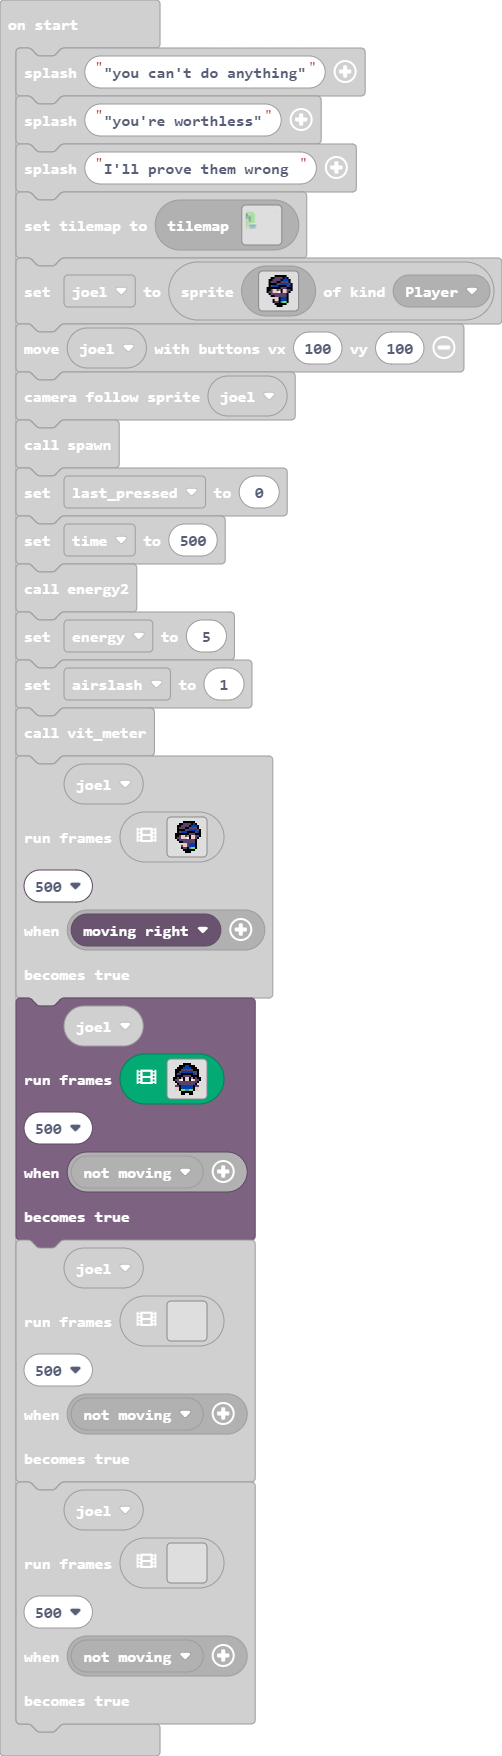 on start
splash ""you can't do anything""
splash ""you're worthless""
splash "I'll prove them wrong "
set tilemap to tilemap
set joel to sprite of kind Player
move joel with buttons vx 100 vy 100
camera follow sprite joel
call spawn
set last_pressed to 0
set time to 500
call energy2
set energy to 5
set airslash to 1
call vit_meter
joel
run frames
500
when moving right
becomes true
joel
run frames
500
when not moving
becomes true
joel
run frames
500
when not moving
becomes true
joel
run frames
500
when not moving
becomes true